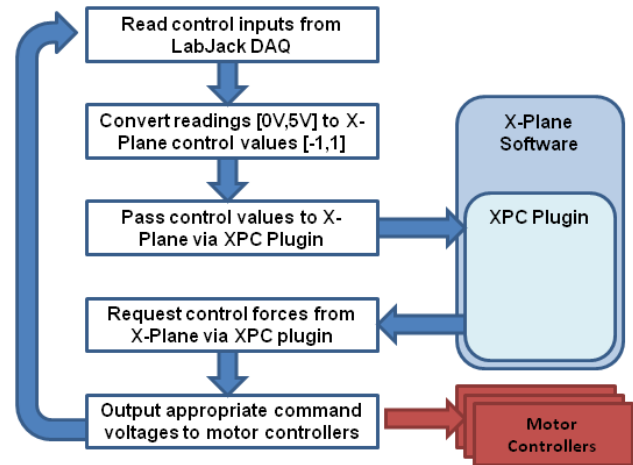 Read control inputs from
LabJack DAQ
Convert readings [0V,5V] to X-
Plane control values [-1,1]
Pass control values to X-
Plane via XPC Plugin
Request control forces from
X-Plane via XPC plugin
Output appropriate command
voltages to motor controllers
X-Plane
Software
XPC Plugin
Motor
Controllers